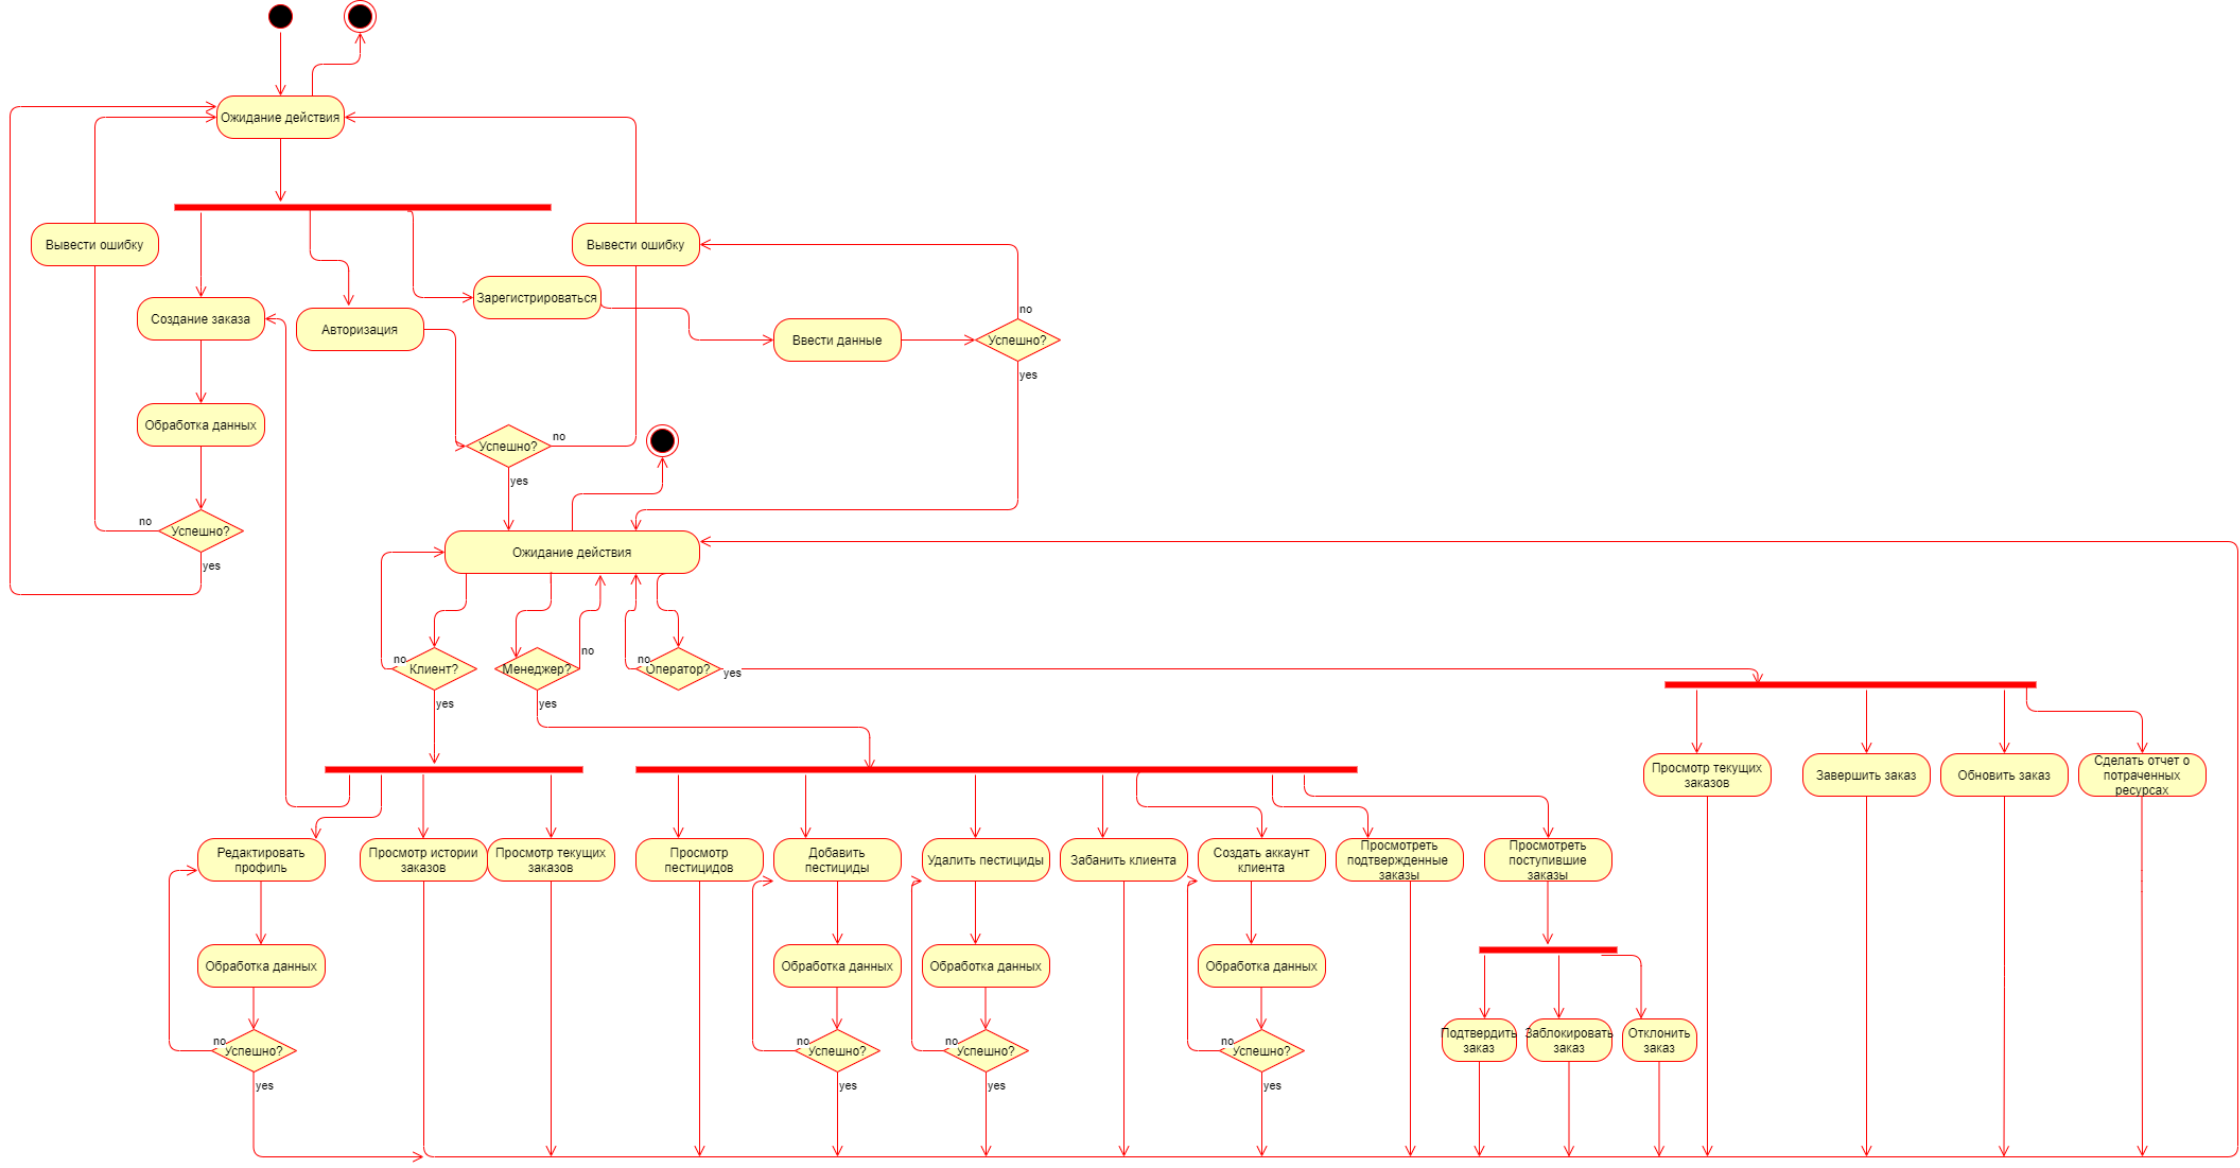 Ожидание действия
Вывести ошибку
Вывести ошибку
Зарегистрироваться
Создание заказа
Авторизация
Ввести данные
no
Успешно?
yes
Обработка данных
Успешно?
no
yes
no
Успешно?
yes
Ожидание действия
no
Клиент?
yes
Менеджер?
no
yes
no
Оператор?
yes
Просмотр текущих
заказов
Завершить заказ
Обновить заказ
Сделать отчет о
потраченных
ресурсах
Редактировать
профиль
Просмотр истории
заказов
Просмотр текущих
заказов
Просмотр
пестицидов
Добавить
пестициды
Удалить пестициды
Забанить клиента
Создать аккаунт
клиента
Просмотреть
подтвержденные
заказы
Просмотреть
поступившие
заказы
Обработка данных
Обработка данных
Обработка данных
Обработка данных
no
Успешно?
yes
no
Успешно?
yes
no
Успешно?
yes
no
Успешно?
yes
Подтвердить
заказ
Заблокировать
заказ
Отклонить
заказ